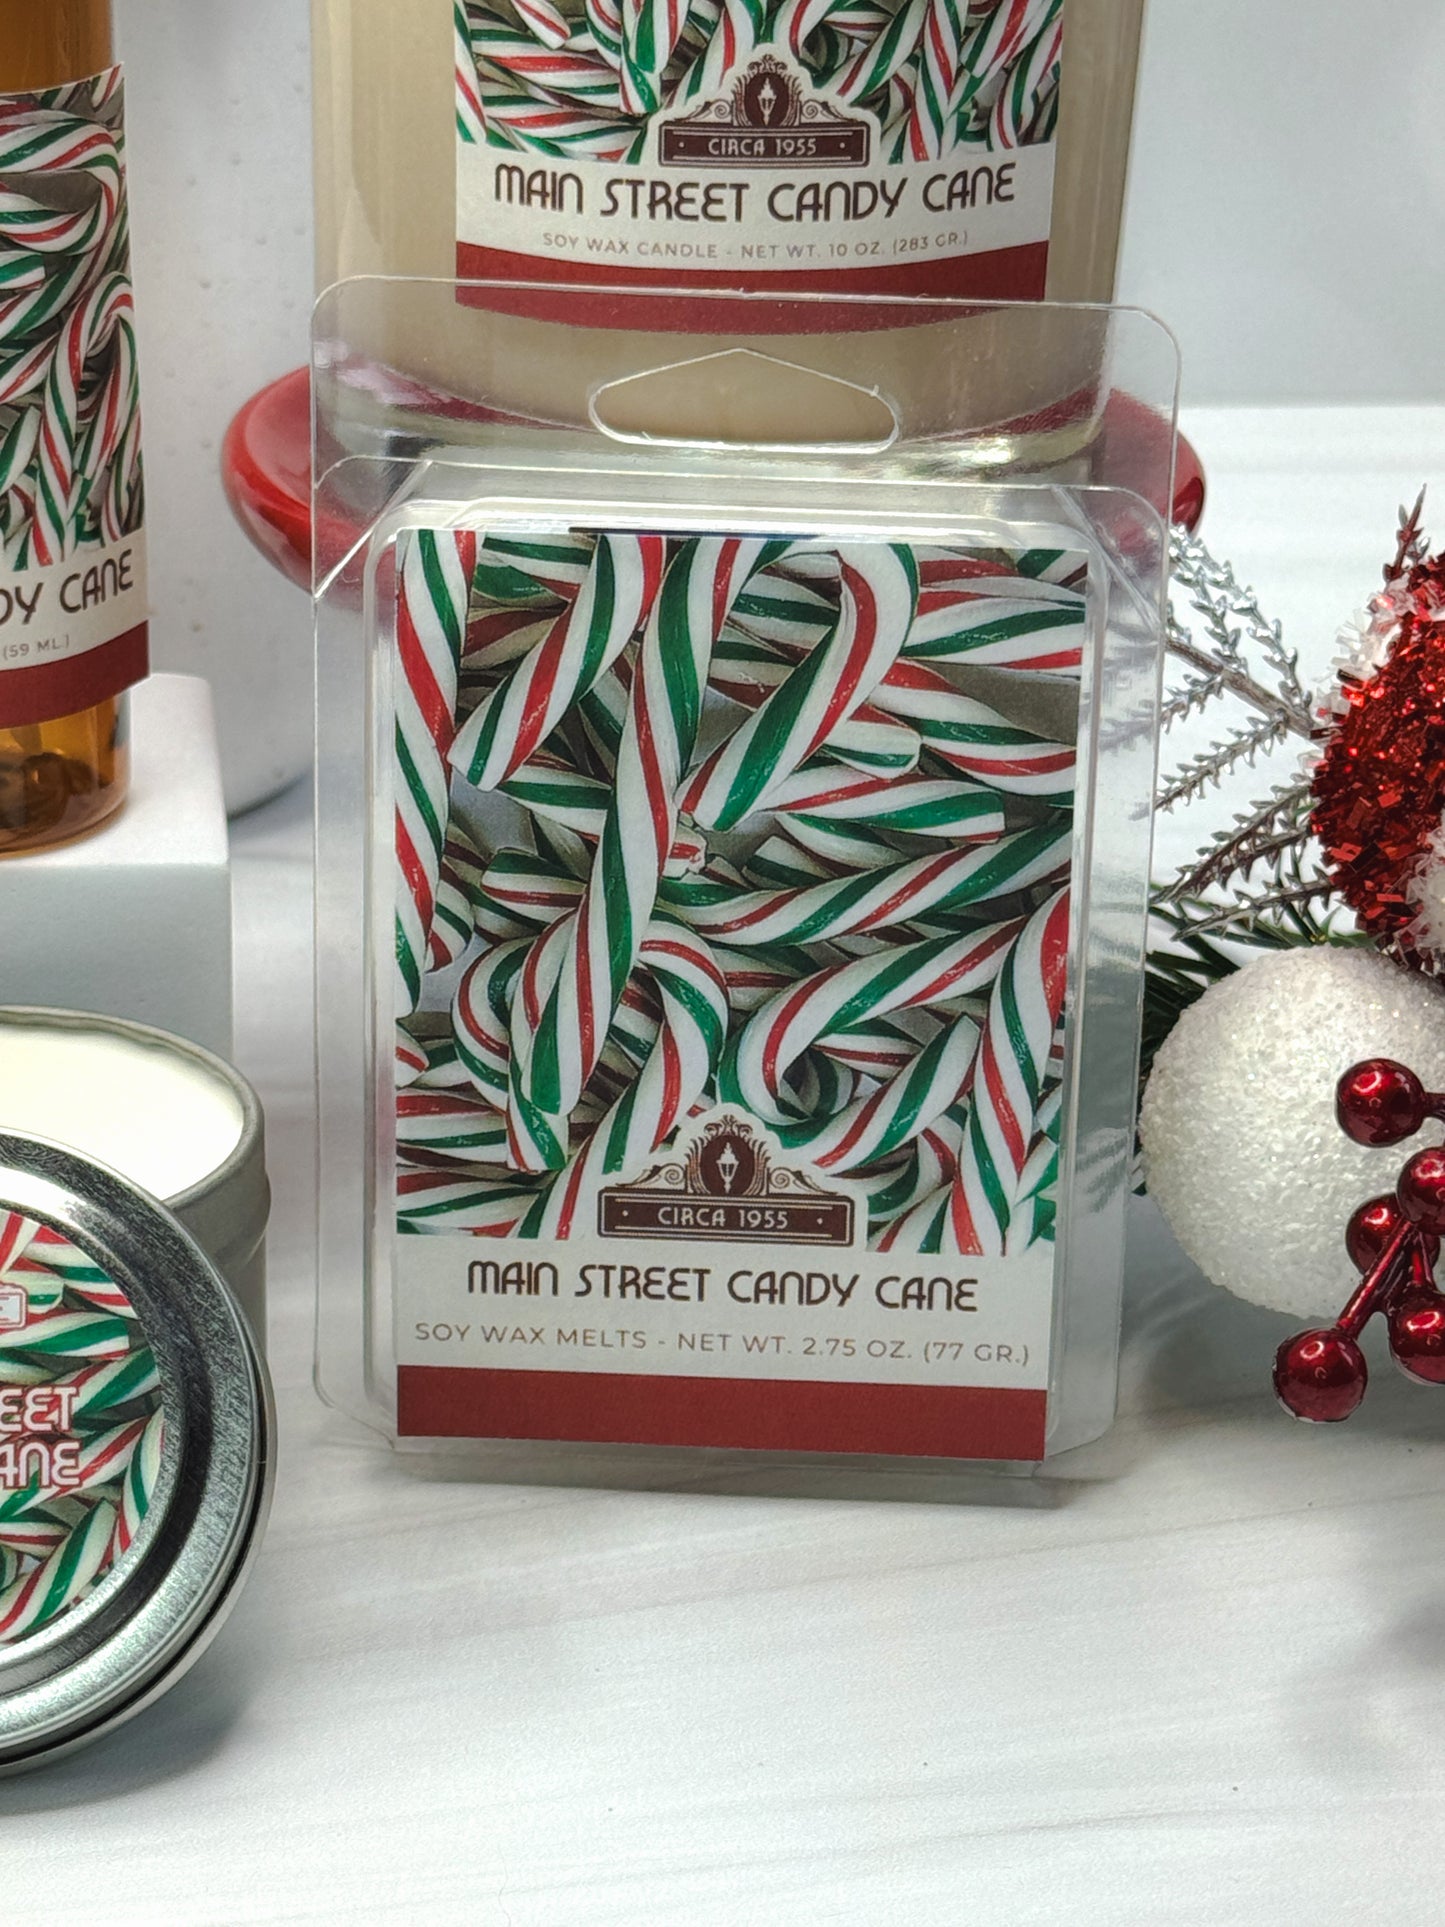 CIRCA 1955
MAIN STREET CANDY CANE
SOY WAX CANDLE - NET WT. 10 OZ. (283 GR.)
CANE
(59 ML.)
CIRCA 1955
MAIN STREET CANDY CANE
SOY WAX MELTS - NET WT. 2.75 OZ. (77 GR.)